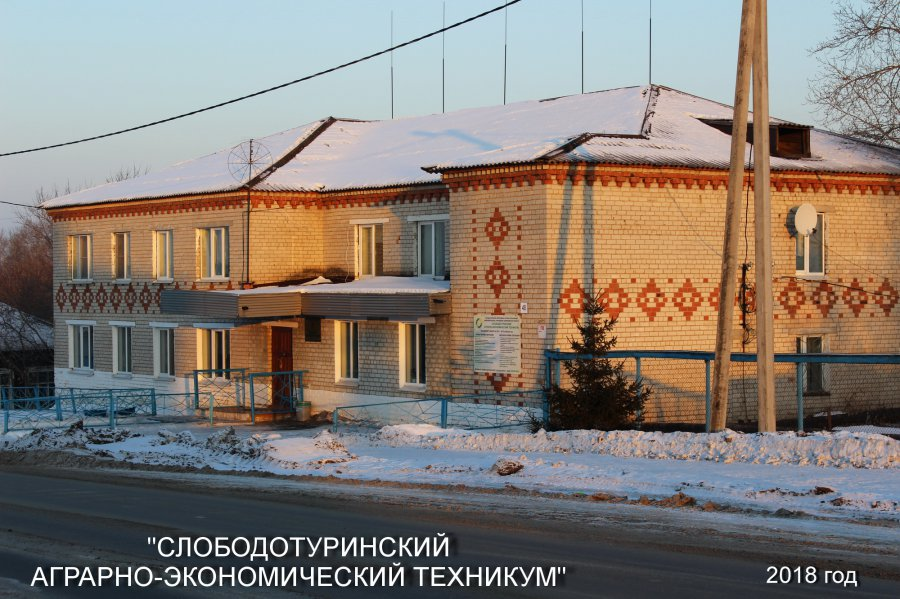 "СЛОБОДОТУРИНСКИЙ
АГРАРНО-ЭКОНОМИЧЕСКИЙ ТЕХНИКУМ"
2018 год